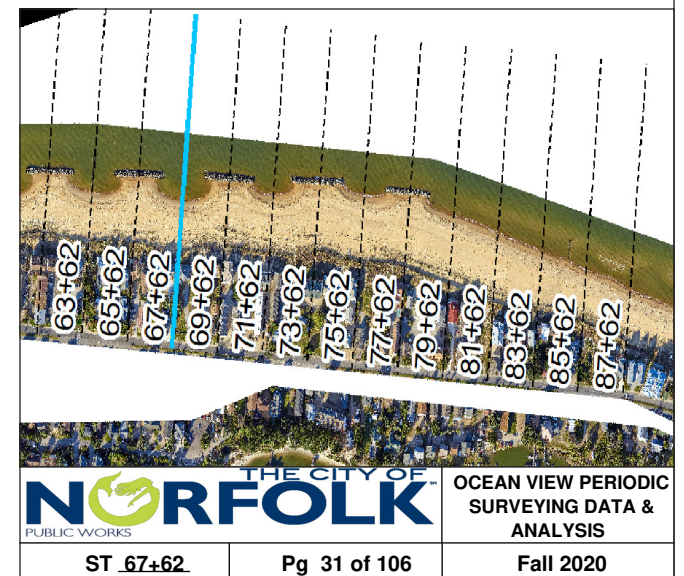 63+62
65+62
67+62
69+62
71+62
73+62
75+62
77+62
79+62
81+62
83+62
85+62
87+62
THE CITY OF
NORFOLK
PUBLIC WORKS
OCEAN VIEW PERIODIC
SURVEYING DATA &
ANALYSIS
ST 67+62
Pg 31 of 106
Fall 2020